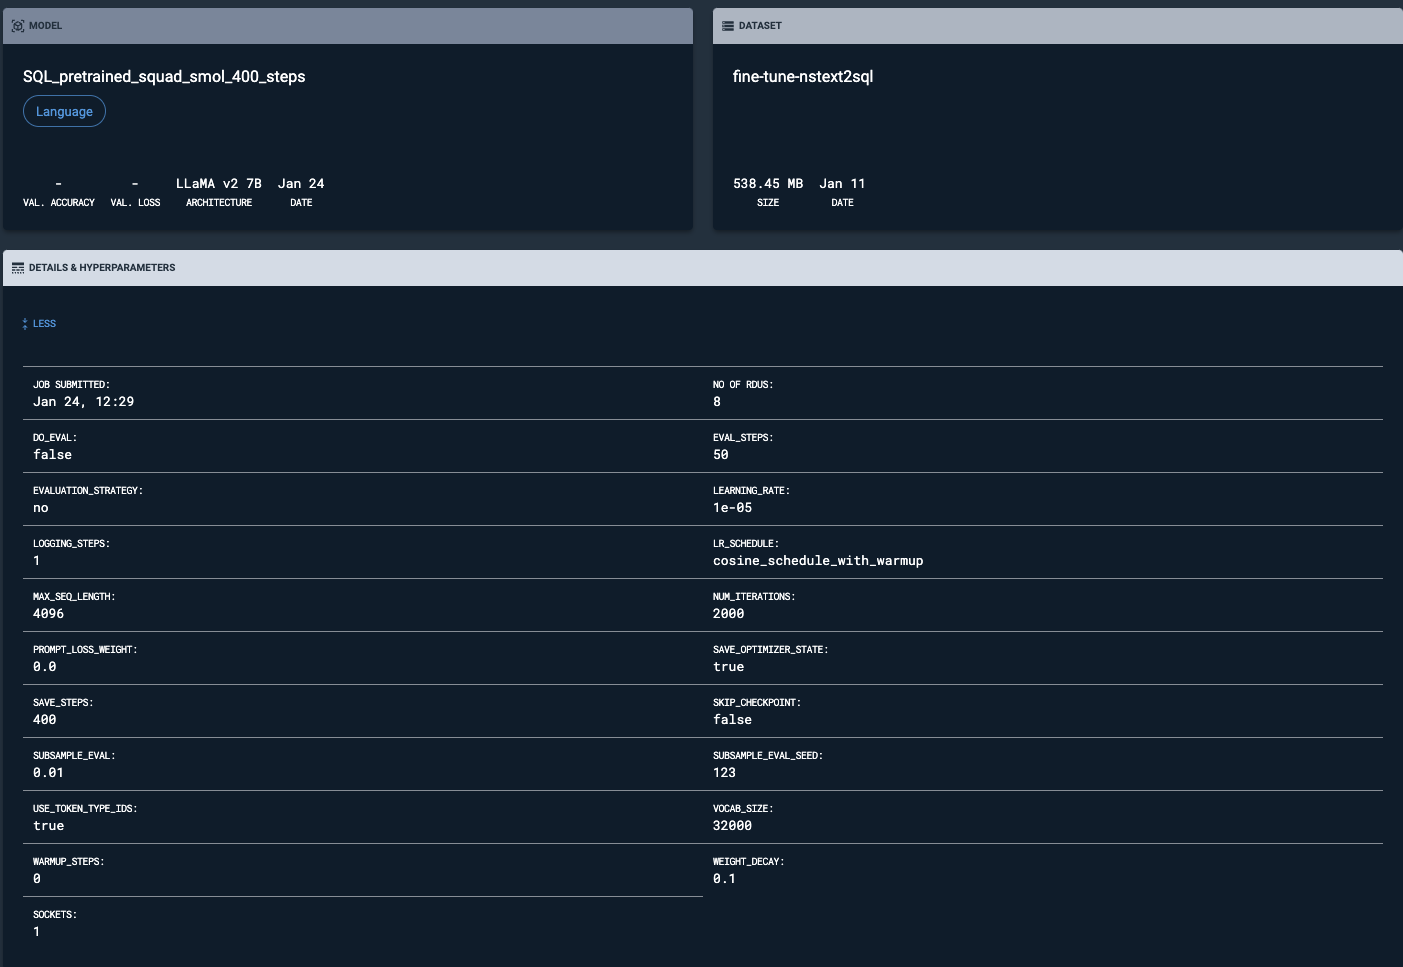 MODEL
SQL_pretrained_squad_smol_400_steps
Language
- - LLaMA v2 7B Jan 24
VAL. ACCURACY VAL. LOSS ARCHITECTURE DATE
DATASET
fine-tune-nstext2sql
538.45 MB Jan 11
SIZE DATE
DETAILS & HYPERPARAMETERS
LESS
JOB SUBMITTED:
Jan 24, 12:29
NO OF RDUS:
8
DO_EVAL:
false
EVAL_STEPS:
50
EVALUATION_STRATEGY:
no
LEARNING_RATE:
1e-05
LOGGING_STEPS:
1
LR_SCHEDULE:
cosine_schedule_with_warmup
MAX_SEQ_LENGTH:
4096
NUM_ITERATIONS:
2000
PROMPT_LOSS_WEIGHT:
0.0
SAVE_OPTIMIZER_STATE:
true
SAVE_STEPS:
400
SKIP_CHECKPOINT:
false
SUBSAMPLE_EVAL:
0.01
SUBSAMPLE_EVAL_SEED:
123
USE_TOKEN_TYPE_IDS:
true
VOCAB_SIZE:
32000
WARMUP_STEPS:
0
WEIGHT_DECAY:
0.1
SOCKETS:
1